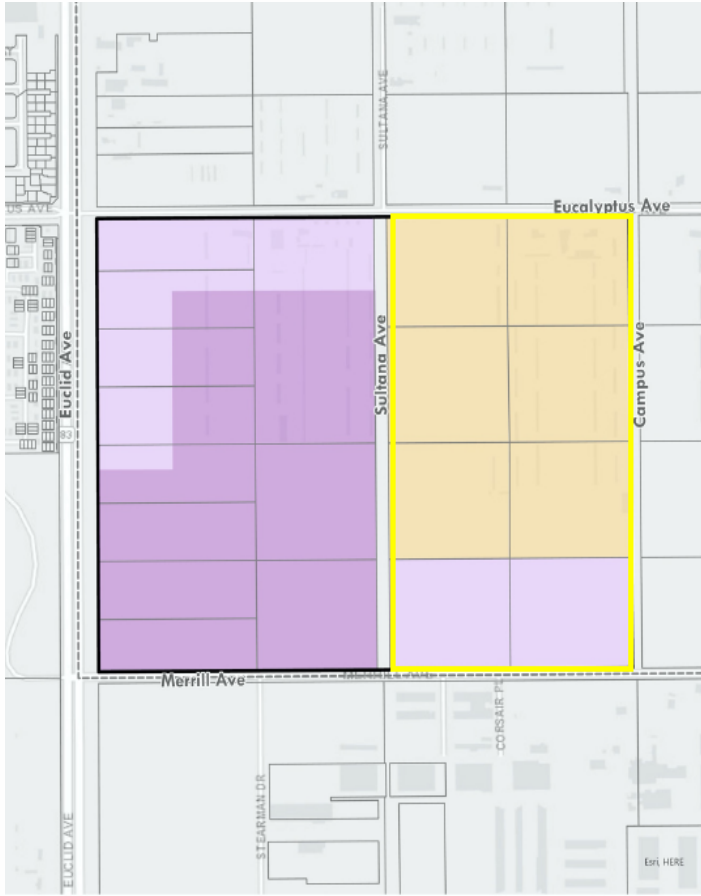 SULTANA AVE
US AVE
Eucalyptus Ave
Euclid Ave
Sultana Ave
Campus Ave
83
Merrill Ave
CORSAIR PL
STEARMAN DR
EUCLID AVE
Esri, HERE